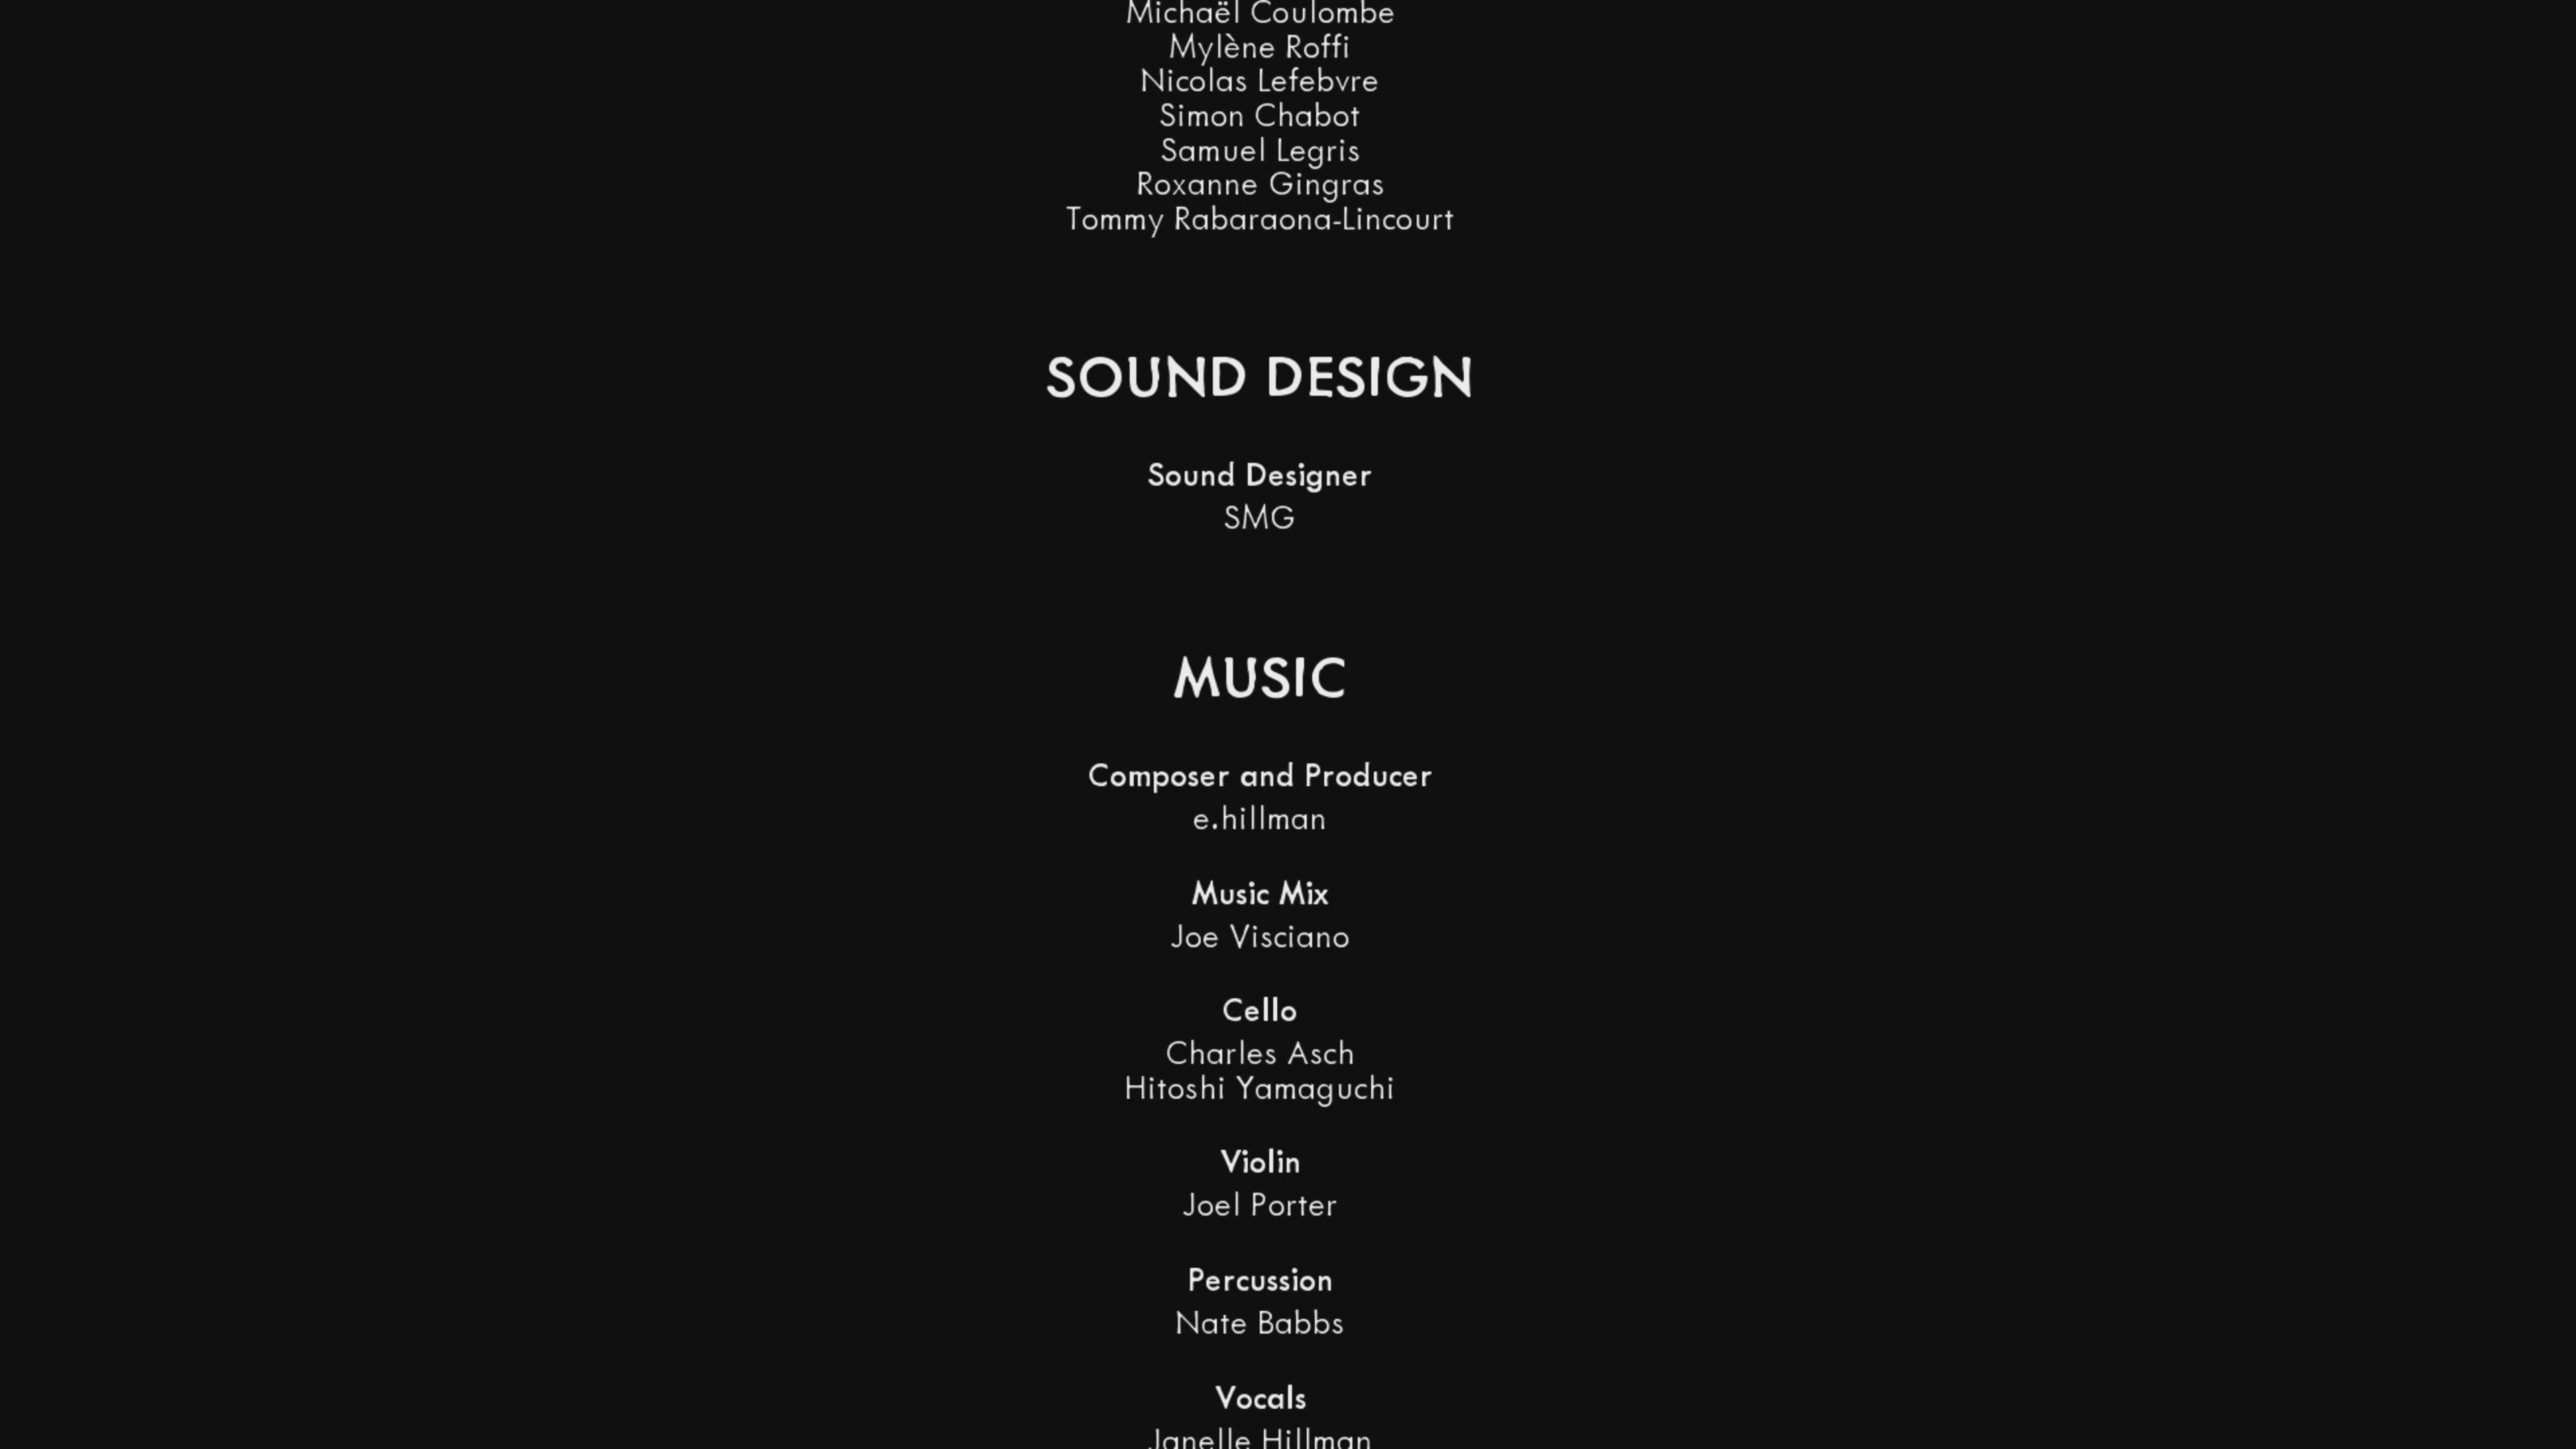 Michaël Coulombe
Mylène Roffi
Nicolas Lefebvre
Simon Chabot
Samuel Legris
Roxanne Gingras
Tommy Rabaraona-Lincourt
SOUND DESIGN
Sound Designer
SMG
MUSIC
Composer and Producer
e.hillman
Music Mix
Joe Visciano
Cello
Charles Asch
Hitoshi Yamaguchi
Violin
Joel Porter
Percussion
Nate Babbs
Vocals
Janelle Hillman